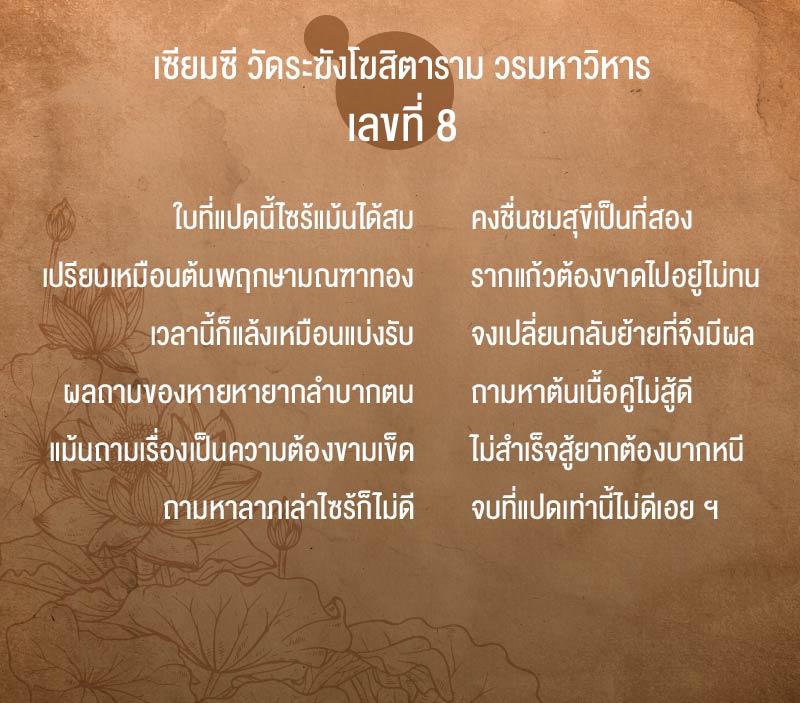 เซียมซี วัดระฆังโฆสิตาราม วรมหาวิหาร
เลขที่ 8
ใบที่แปดนี้ไซร้แม้นได้สม คงชื่นชมสุขีเป็นที่สอง
เปรียบเหมือนต้นพฤกษามณฑาทอง รากแก้วต้องขาดไปอยู่ไม่ทน
เวลานี้ก็แล้งเหมือนแบ่งรับ จงเปลี่ยนกลับย้ายที่จึงมีผล
ผลถามของหายหายากลำบากตน ถามหาต้นเนื้อคู่ไม่สู้ดี
แม้นถามเรื่องเป็นความต้องขามเข็ด ไม่สำเร็จสู้ยากต้องบากหนี
ถามหาลาภเล่าไซร้ก็ไม่ดี จบที่แปดเท่านี้ไม่ดีเอย ฯ